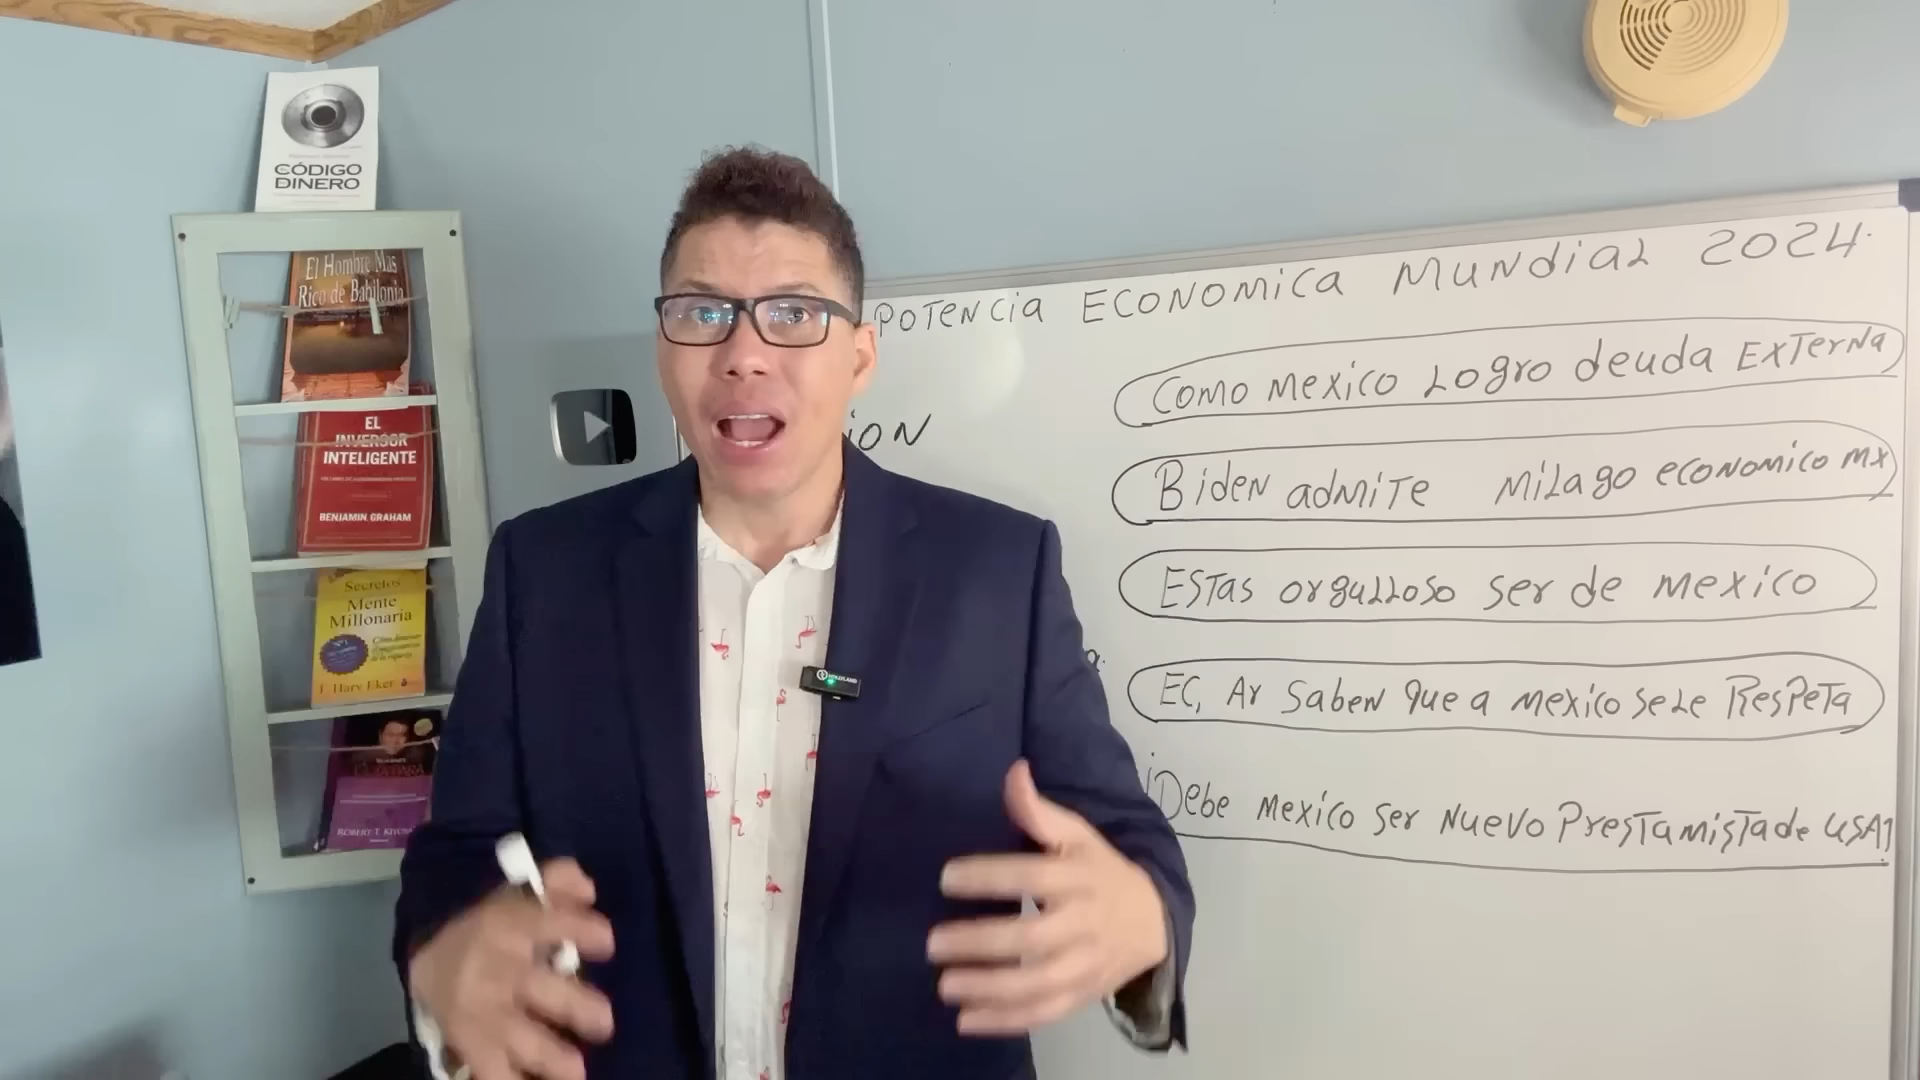 CÓDIGO
DINERO
El Hombre Mas
Rico de Babilonia
EL
INVERSOR
INTELIGENTE
BENJAMIN GRAHAM
Secretos
Mente
Millonaria
T. Harv Eker
ROBERT T. KIYOSAKI
POTENCIA ECONOMICA MUNDIAL 2024.
ION
COMO MEXICO LOGRO deuda EXTERNA
BIDEN ADMITE MILAGO ECONOMICO MX
ESTAS ORGULLOSO SER DE MEXICO
EC, AR SABEN QUE A MEXICO SE LE RESPETA
¡DEBE MEXICO SER NUEVO PRESTAMISTA DE USA!